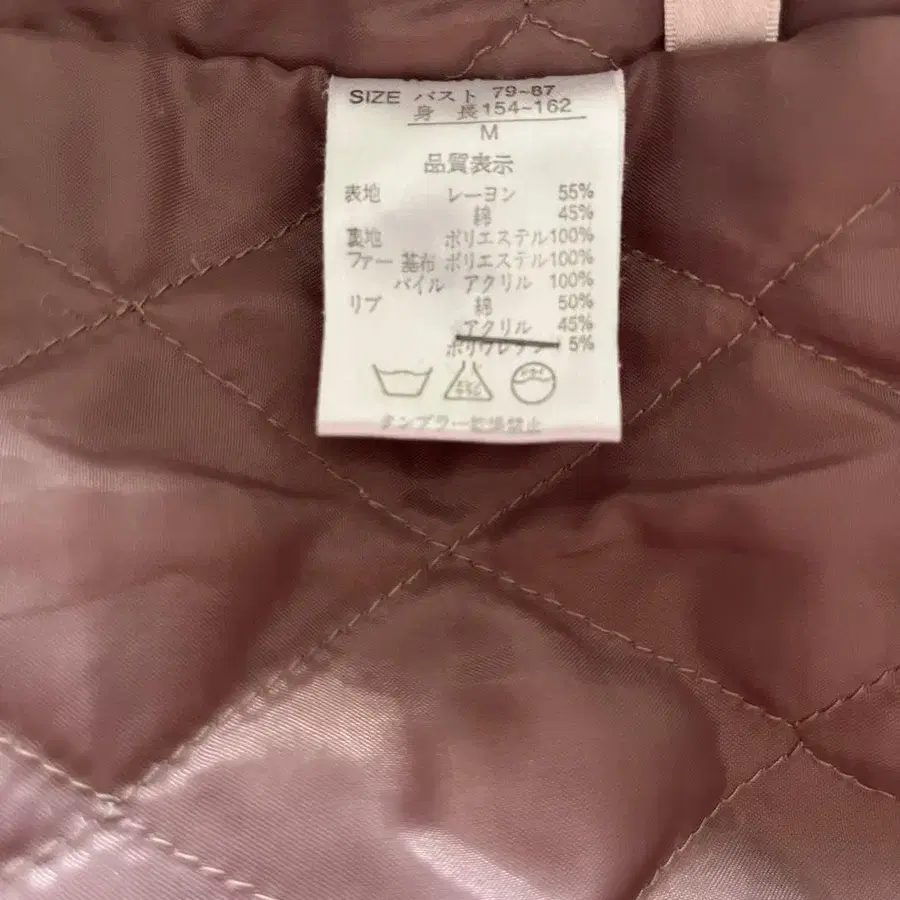 SIZE バスト 79~87
身 長154~162
M
品質表示
表地 レーヨン 55%
綿 45%
裏地 ポリエステル100%
ファー 基布 ポリエステル100%
パイル アクリル 100%
リブ 綿 50%
アクリル 45%
ポリウレタン 5%
タンブラー乾燥禁止